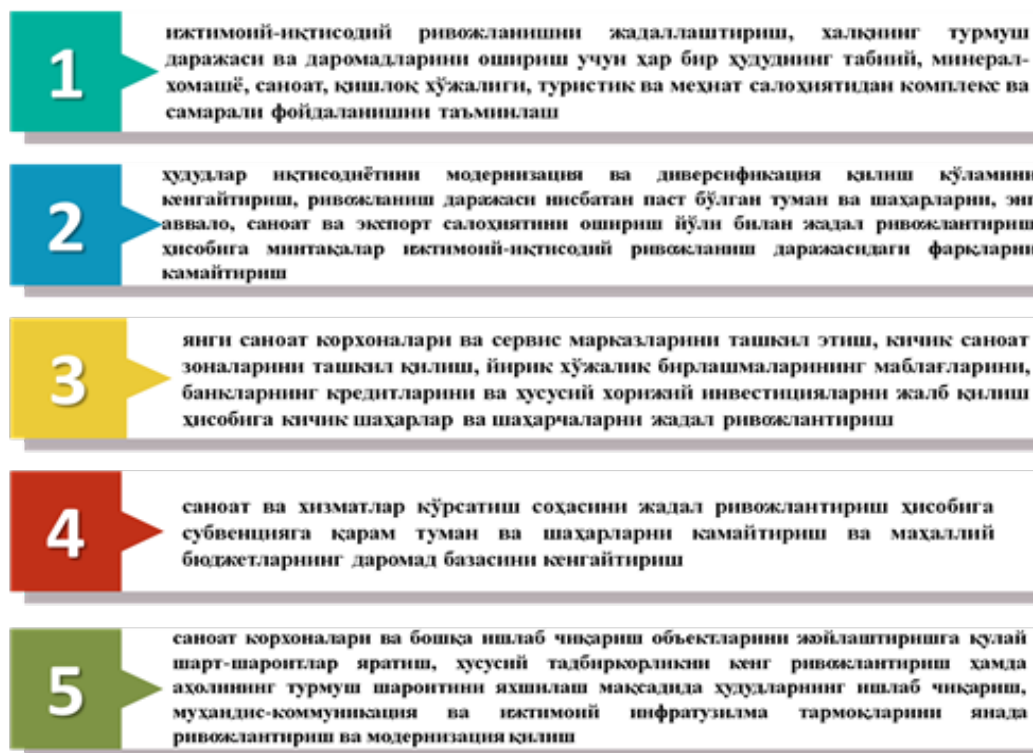 1
ижтимоий-иқтисодий ривожланишни жадаллаштириш, халқнинг турмуш
даражаси ва даромадларини ошириш учун ҳар бир ҳудуднинг табиий, минерал-
хомашё, саноат, қишлоқ хўжалиги, туристик ва меҳнат салоҳиятидан комплекс ва
самарали фойдаланишни таъминлаш
2
ҳудудлар иқтисодиётини модернизация ва диверсификация қилиш кўламини
кенгайтириш, ривожланиш даражаси нисбатан паст бўлган туман ва шаҳарларни, энг
аввало, саноат ва экспорт салоҳиятини ошириш йўли билан жадал ривожлантириш
ҳисобига минтақалар ижтимоий-иқтисодий ривожланиш даражасидаги фарқларни
камайтириш
3
янги саноат корхоналари ва сервис марказларини ташкил этиш, кичик саноат
зоналарини ташкил қилиш, йирик хўжалик бирлашмаларининг маблағларини,
банкларнинг кредитларини ва хусусий хорижий инвестицияларни жалб қилиш
ҳисобига кичик шаҳарлар ва шаҳарчаларни жадал ривожлантириш
4
саноат ва хизматлар кўрсатиш соҳасини жадал ривожлантириш ҳисобига
субвенцияга қарам туман ва шаҳарларни камайтириш ва маҳаллий
бюджетларнинг даромад базасини кенгайтириш
5
саноат корхоналари ва бошқа ишлаб чиқариш объектларини жойлаштиришга қулай
шарт-шароитлар яратиш, хусусий тадбиркорликни кенг ривожлантириш ҳамда
аҳолининг турмуш шароитини яхшилаш мақсадида ҳудудларнинг ишлаб чиқариш,
муҳандис-коммуникация ва ижтимоий инфратузилма тармоқларини янада
ривожлантириш ва модернизация қилиш